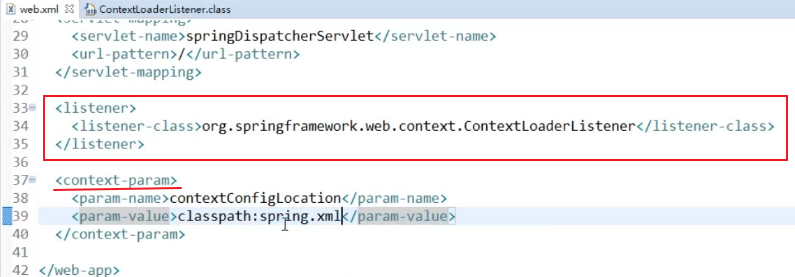 web.xml ContextLoaderListener.class
28 <servlet-mapping>
29 <servlet-name>springDispatcherServlet</servlet-name>
30 <url-pattern>/</url-pattern>
31 </servlet-mapping>
32
33 <listener>
34 <listener-class>org.springframework.web.context.ContextLoaderListener</listener-class>
35 </listener>
36
37 <context-param>
38 <param-name>contextConfigLocation</param-name>
39 <param-value>classpath:spring.xml</param-value>
40 </context-param>
41
42 </web-app>